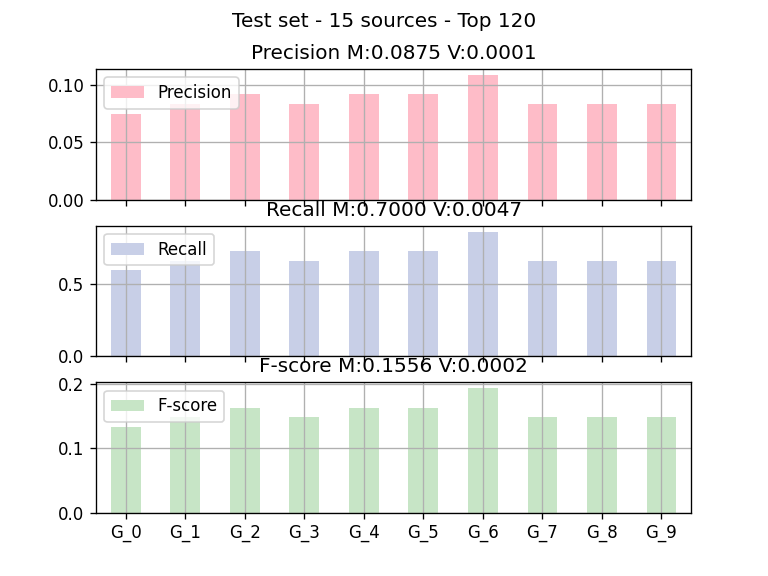 Test set - 15 sources - Top 120
Precision M:0.0875 V:0.0001
0.10
0.05
0.00
Precision
Recall M:0.7000 V:0.0047
0.5
0.0
Recall
F-score M:0.1556 V:0.0002
0.2
0.1
0.0
F-score
G_0 G_1 G_2 G_3 G_4 G_5 G_6 G_7 G_8 G_9